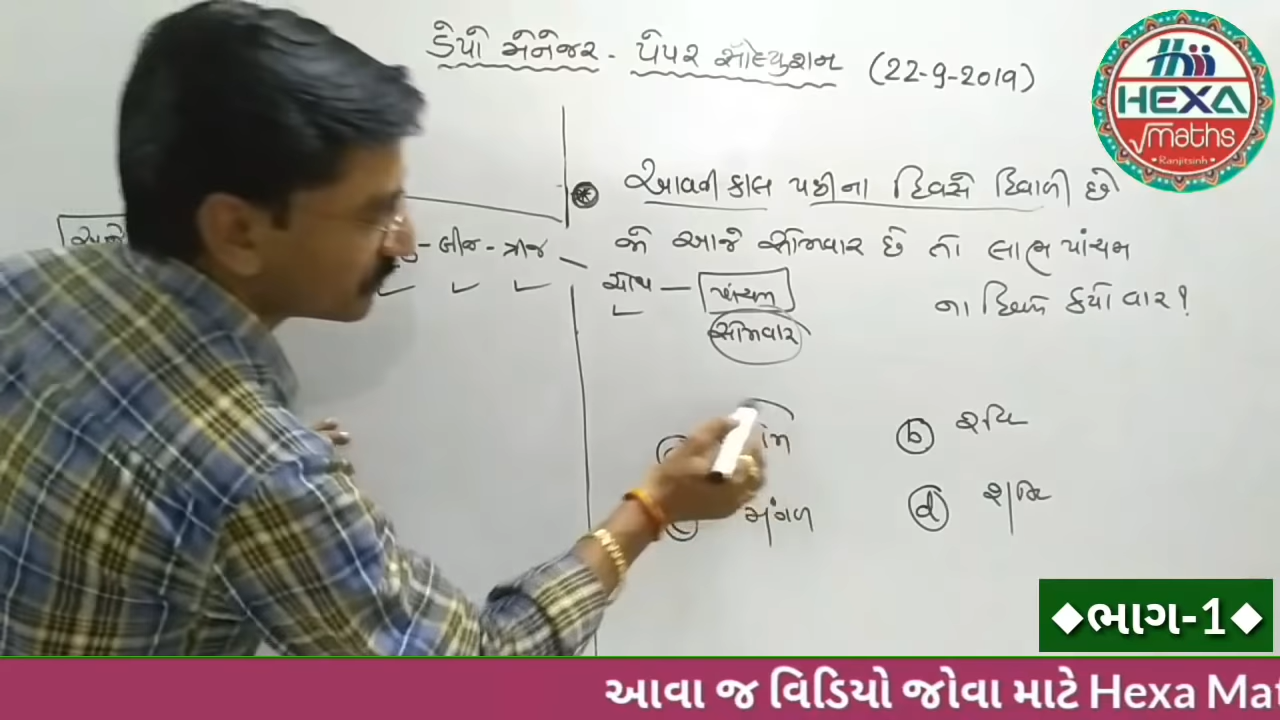 ડેપો મેનેજર - પેપર સૉલ્યુશન (22-9-2019)
HEXA
√maths
Ranjitsinh
આવતી કાલ પછીના દિવસે દિવાળી છે
જો આજે સોમવાર છે તો લાભ પાંચમ
ના દિવસે કયો વાર?
- બીજ - ત્રીજ -
ચોથ - પાંચમ
સોમવાર
b રવિ
c મંગળ
d શનિ
◆ભાગ-1◆
આવા જ વિડિયો જોવા માટે Hexa Mat